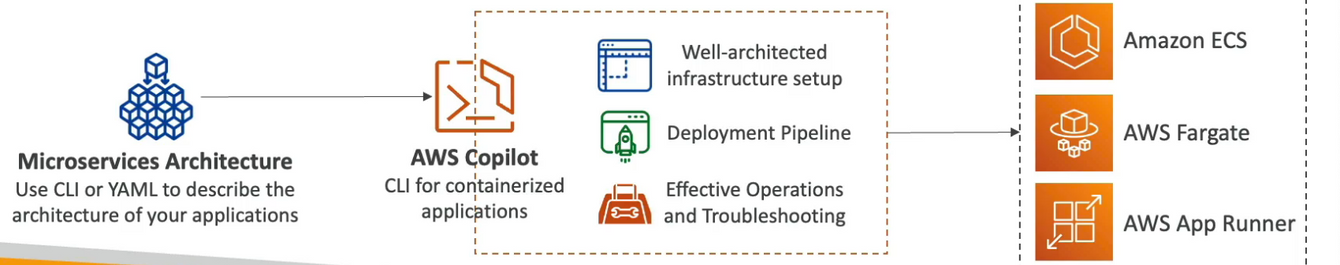 Microservices Architecture
Use CLI or YAML to describe the
architecture of your applications
AWS Copilot
CLI for containerized
applications
Well-architected
infrastructure setup
Deployment Pipeline
Effective Operations
and Troubleshooting
Amazon ECS
AWS Fargate
AWS App Runner